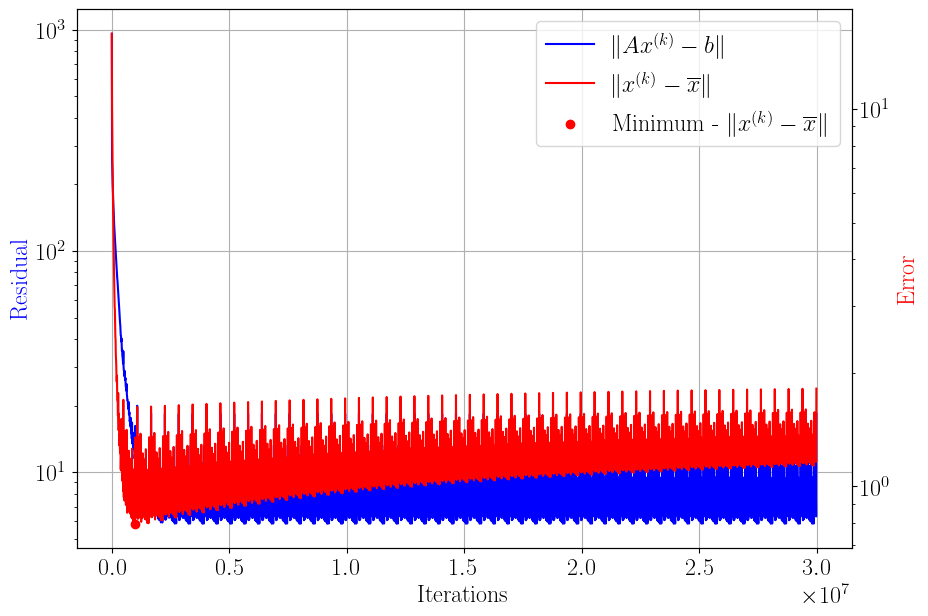 ‖Ax⁽ᵏ⁾ − b‖
‖x⁽ᵏ⁾ − x̅‖
Minimum - ‖x⁽ᵏ⁾ − x̅‖
10³
10²
10¹
Residual
10¹
10⁰
Error
0.0 0.5 1.0 1.5 2.0 2.5 3.0
Iterations
×10⁷